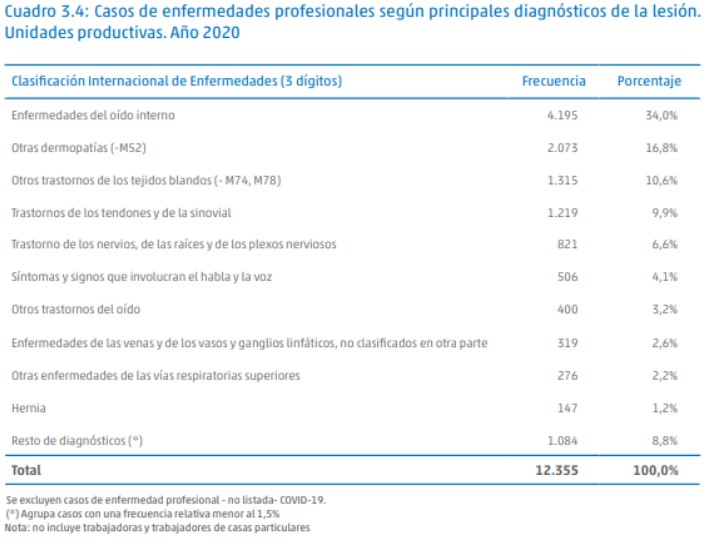 Cuadro 3.4: Casos de enfermedades profesionales según principales diagnósticos de la lesión.
Unidades productivas. Año 2020
Clasificación Internacional de Enfermedades (3 dígitos) Frecuencia Porcentaje
Enfermedades del oído interno 4.195 34,0%
Otras dermopatías (-M52) 2.073 16,8%
Otros trastornos de los tejidos blandos (- M74, M78) 1.315 10,6%
Trastornos de los tendones y de la sinovial 1.219 9,9%
Trastorno de los nervios, de las raíces y de los plexos nerviosos 821 6,6%
Síntomas y signos que involucran el habla y la voz 506 4,1%
Otros trastornos del oído 400 3,2%
Enfermedades de las venas y de los vasos y ganglios linfáticos, no clasificados en otra parte 319 2,6%
Otras enfermedades de las vías respiratorias superiores 276 2,2%
Hernia 147 1,2%
Resto de diagnósticos (*) 1.084 8,8%
Total 12.355 100,0%
Se excluyen casos de enfermedad profesional - no listada- COVID-19.
(*) Agrupa casos con una frecuencia relativa menor al 1,5%
Nota: no incluye trabajadoras y trabajadores de casas particulares